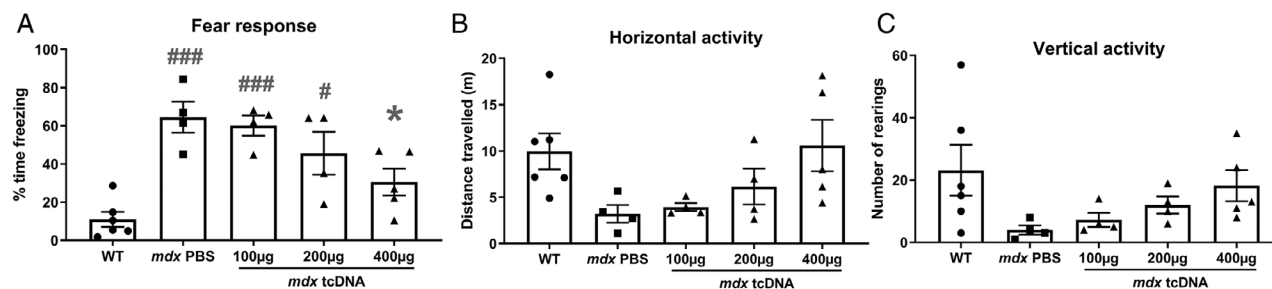 A
Fear response
% time freezing
100
80
60
40
20
0
###
###
#
*
WT
mdx PBS
100µg
200µg
400µg
mdx tcDNA
B
Horizontal activity
Distance travelled (m)
20
15
10
5
0
WT
mdx PBS
100µg
200µg
400µg
mdx tcDNA
C
Vertical activity
Number of rearings
60
40
20
0
WT
mdx PBS
100µg
200µg
400µg
mdx tcDNA